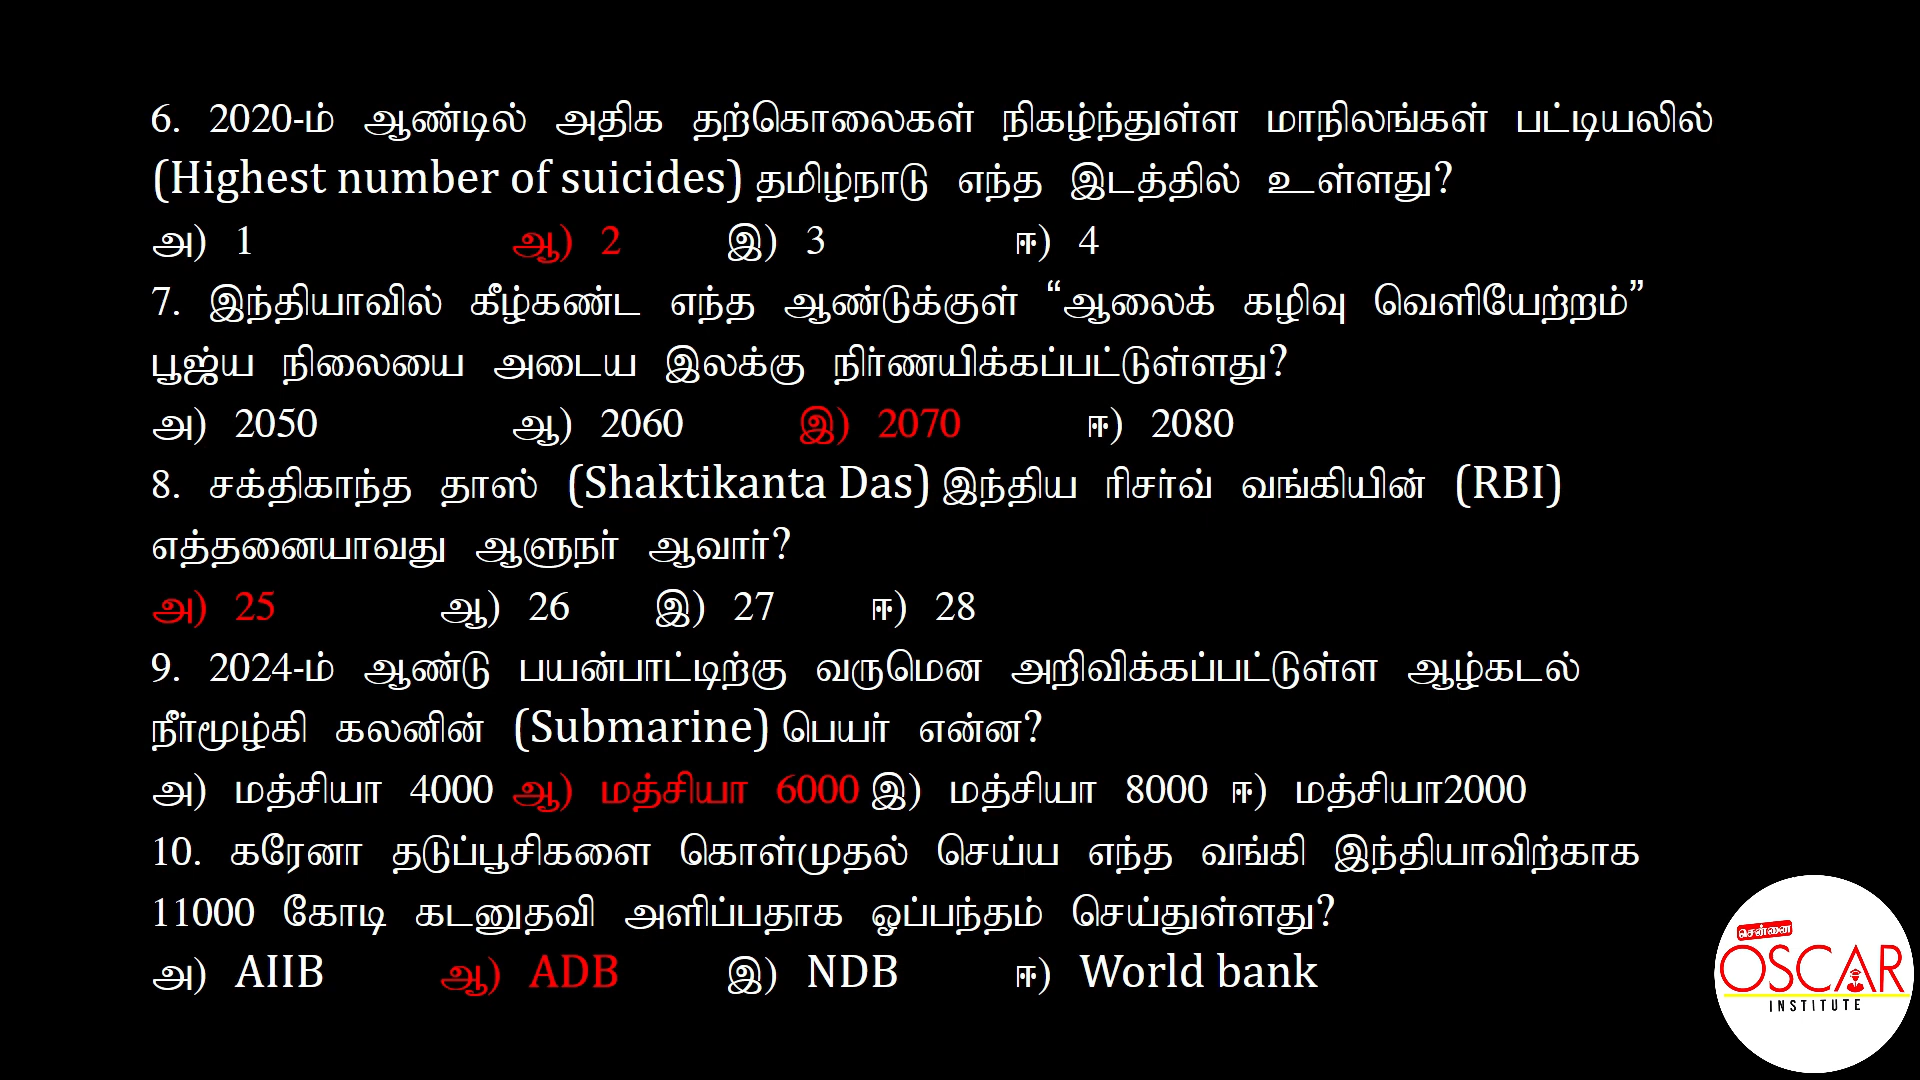 6. 2020-ம் ஆண்டில் அதிக தற்கொலைகள் நிகழ்ந்துள்ள மாநிலங்கள் பட்டியலில்
(Highest number of suicides) தமிழ்நாடு எந்த இடத்தில் உள்ளது?
அ) 1 ஆ) 2 இ) 3 ஈ) 4
7. இந்தியாவில் கீழ்கண்ட எந்த ஆண்டுக்குள் “ஆலைக் கழிவு வெளியேற்றம்”
பூஜ்ய நிலையை அடைய இலக்கு நிர்ணயிக்கப்பட்டுள்ளது?
அ) 2050 ஆ) 2060 இ) 2070 ஈ) 2080
8. சக்திகாந்த தாஸ் (Shaktikanta Das) இந்திய ரிசர்வ் வங்கியின் (RBI)
எத்தனையாவது ஆளுநர் ஆவார்?
அ) 25 ஆ) 26 இ) 27 ஈ) 28
9. 2024-ம் ஆண்டு பயன்பாட்டிற்கு வருமென அறிவிக்கப்பட்டுள்ள ஆழ்கடல்
நீர்மூழ்கி கலனின் (Submarine) பெயர் என்ன?
அ) மத்சியா 4000 ஆ) மத்சியா 6000 இ) மத்சியா 8000 ஈ) மத்சியா2000
10. கரேனா தடுப்பூசிகளை கொள்முதல் செய்ய எந்த வங்கி இந்தியாவிற்காக
11000 கோடி கடனுதவி அளிப்பதாக ஓப்பந்தம் செய்துள்ளது?
அ) AIIB ஆ) ADB இ) NDB ஈ) World bank
சென்னை
OSCAR
INSTITUTE